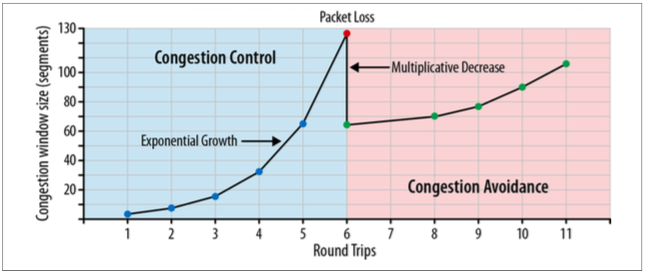 Packet Loss
130
100
80
60
40
20
Congestion window size (segments)
Congestion Control
Multiplicative Decrease
Exponential Growth
Congestion Avoidance
1 2 3 4 5 6 7 8 9 10 11
Round Trips